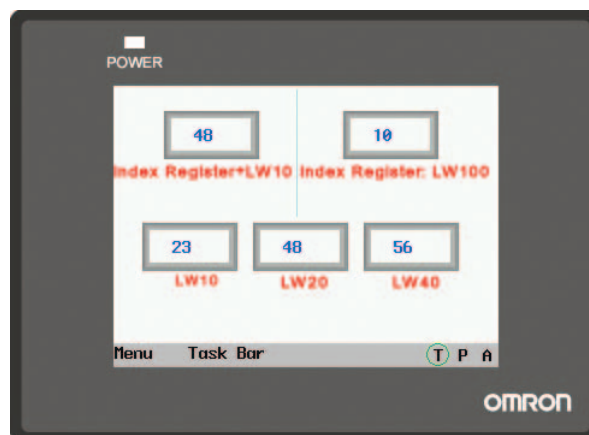 POWER
48 10
Index Register+LW10 Index Register: LW100
23 48 56
LW10 LW20 LW40
Menu Task Bar T P A
OMRON